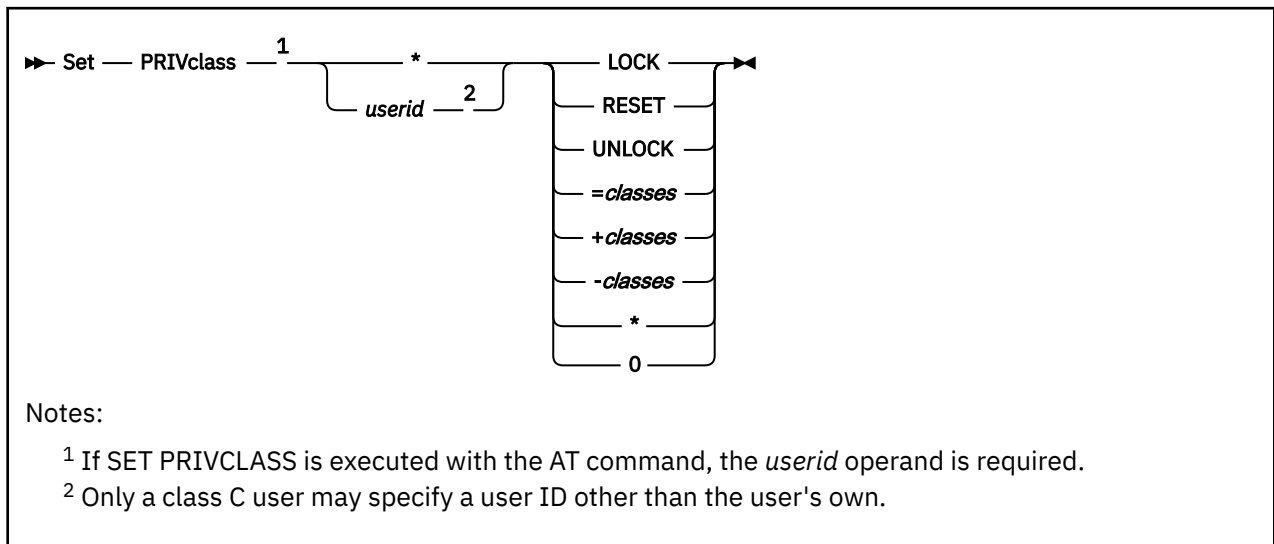 Set PRIVclass 1 * LOCK
userid 2 RESET
UNLOCK
=classes
+classes
-classes
*
0
Notes:
1 If SET PRIVCLASS is executed with the AT command, the userid operand is required.
2 Only a class C user may specify a user ID other than the user's own.